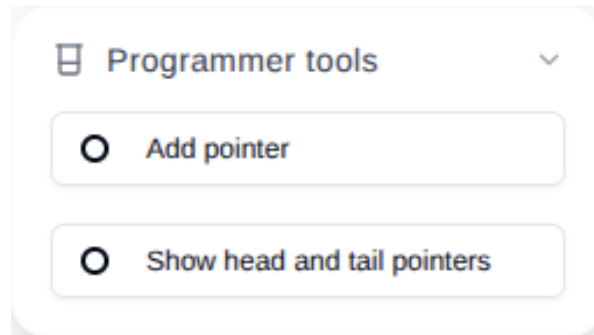 Programmer tools
Add pointer
Show head and tail pointers